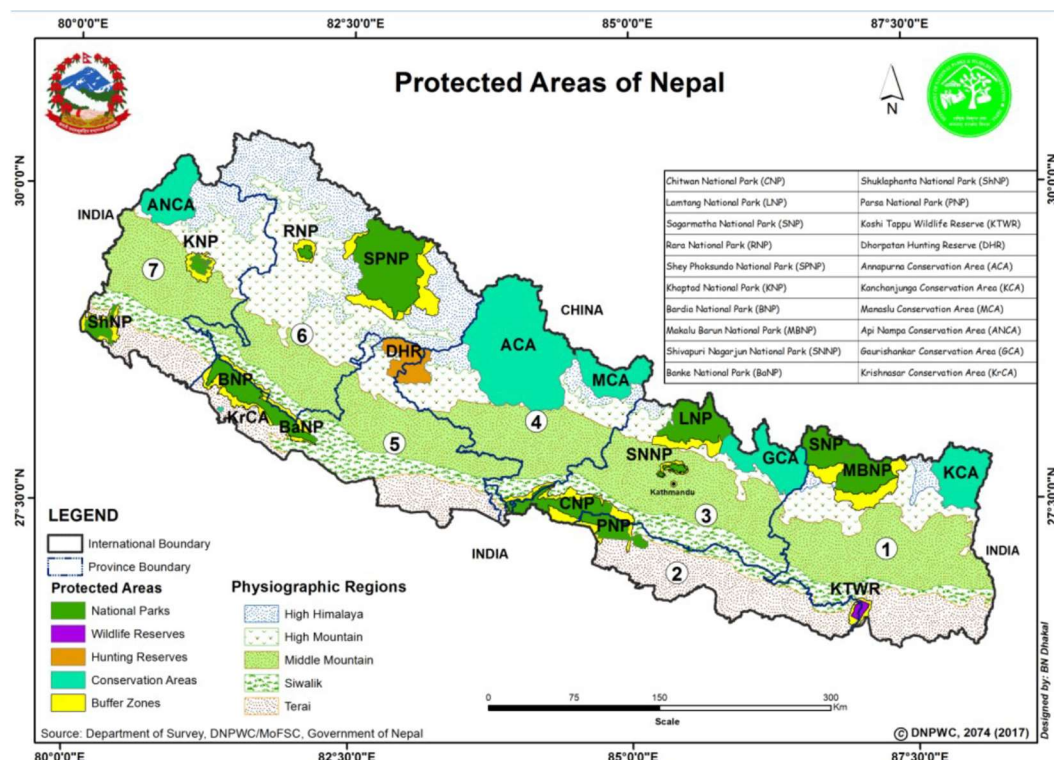 80°0'0"E 82°30'0"E 85°0'0"E 87°30'0"E
Protected Areas of Nepal
N
30°0'0"N
30°0'0"N
Chitwan National Park (CNP) Shuklaphanta National Park (ShNP)
Lamtang National Park (LNP) Parsa National Park (PNP)
Sagarmatha National Park (SNP) Koshi Tappu Wildlife Reserve (KTWR)
Rara National Park (RNP) Dhorpatan Hunting Reserve (DHR)
Shey Phoksundo National Park (SPNP) Annapurna Conservation Area (ACA)
Khaptad National Park (KNP) Kanchanjunga Conservation Area (KCA)
Bardia National Park (BNP) Manaslu Conservation Area (MCA)
Makalu Barun National Park (MBNP) Api Nampa Conservation Area (ANCA)
Shivapuri Nagarjun National Park (SNNP) Gaurishankar Conservation Area (GCA)
Banke National Park (BaNP) Krishnasar Conservation Area (KrCA)
INDIA
ANCA
KNP
RNP
SPNP
7
CHINA
ShNP
6
DHR
ACA
MCA
BNP
KrCA
BaNP
5
4
LNP
SNNP
Kathmandu
GCA
SNP
MBNP
KCA
27°30'0"N
27°30'0"N
CNP
PNP
3
1
INDIA
INDIA
2
KTWR
LEGEND
International Boundary
Province Boundary
Protected Areas
National Parks
Wildlife Reserves
Hunting Reserves
Conservation Areas
Buffer Zones
Physiographic Regions
High Himalaya
High Mountain
Middle Mountain
Siwalik
Terai
0 75 150 300
Km
Scale
Designed by: BN Dhakal
Source: Department of Survey, DNPWC/MoFSC, Government of Nepal
© DNPWC, 2074 (2017)
80°0'0"E 82°30'0"E 85°0'0"E 87°30'0"E